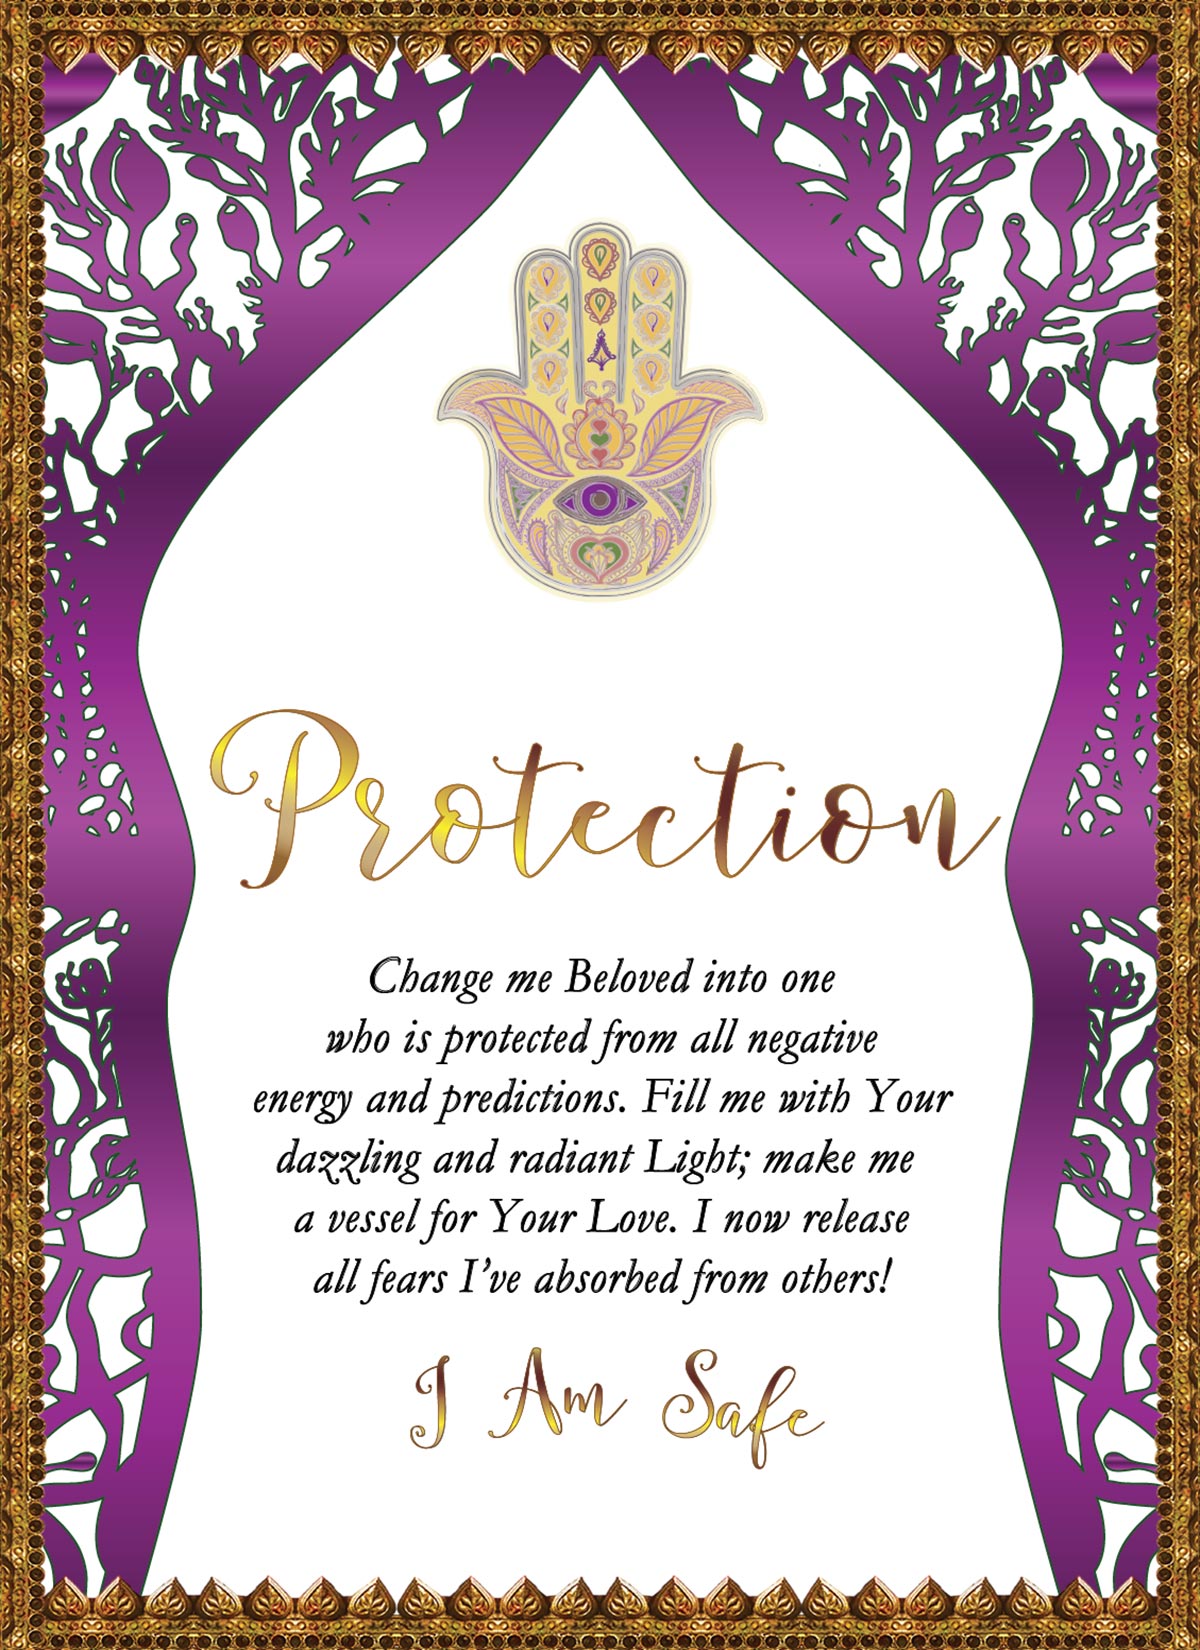 Protection
Change me Beloved into one
who is protected from all negative
energy and predictions. Fill me with Your
dazzling and radiant Light; make me
a vessel for Your Love. I now release
all fears I’ve absorbed from others!
I Am Safe